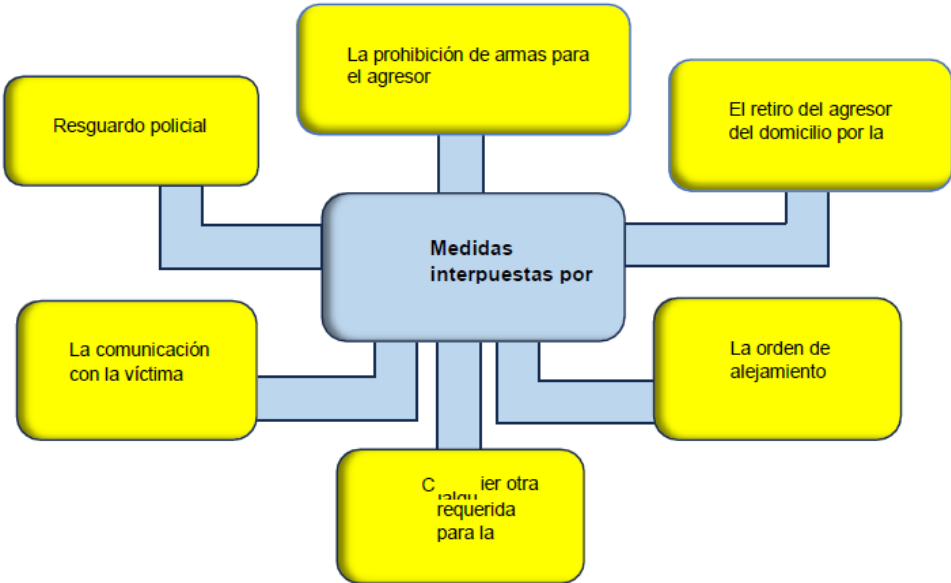 La prohibición de armas para
el agresor
Resguardo policial
El retiro del agresor
del domicilio por la
Medidas
interpuestas por
La comunicación
con la víctima
La orden de
alejamiento
C ier otra
requerida
para la